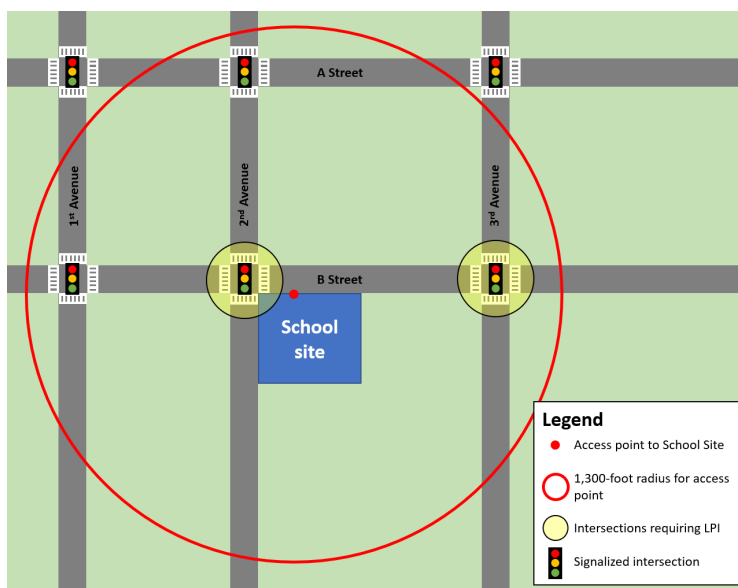 A Street
1st Avenue
2nd Avenue
3rd Avenue
B Street
School
site
Legend
Access point to School Site
1,300-foot radius for access
point
Intersections requiring LPI
Signalized intersection